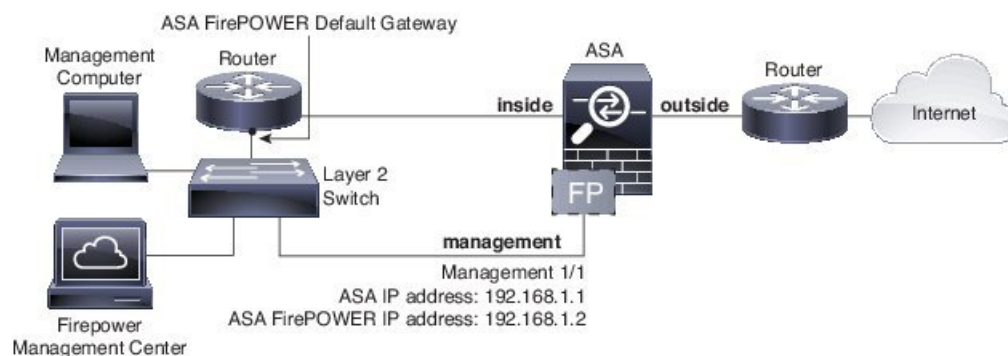 ASA FirePOWER Default Gateway
Management
Computer
Router
ASA
Router
inside
outside
Internet
Layer 2
Switch
FP
management
Management 1/1
ASA IP address: 192.168.1.1
ASA FirePOWER IP address: 192.168.1.2
Firepower
Management Center